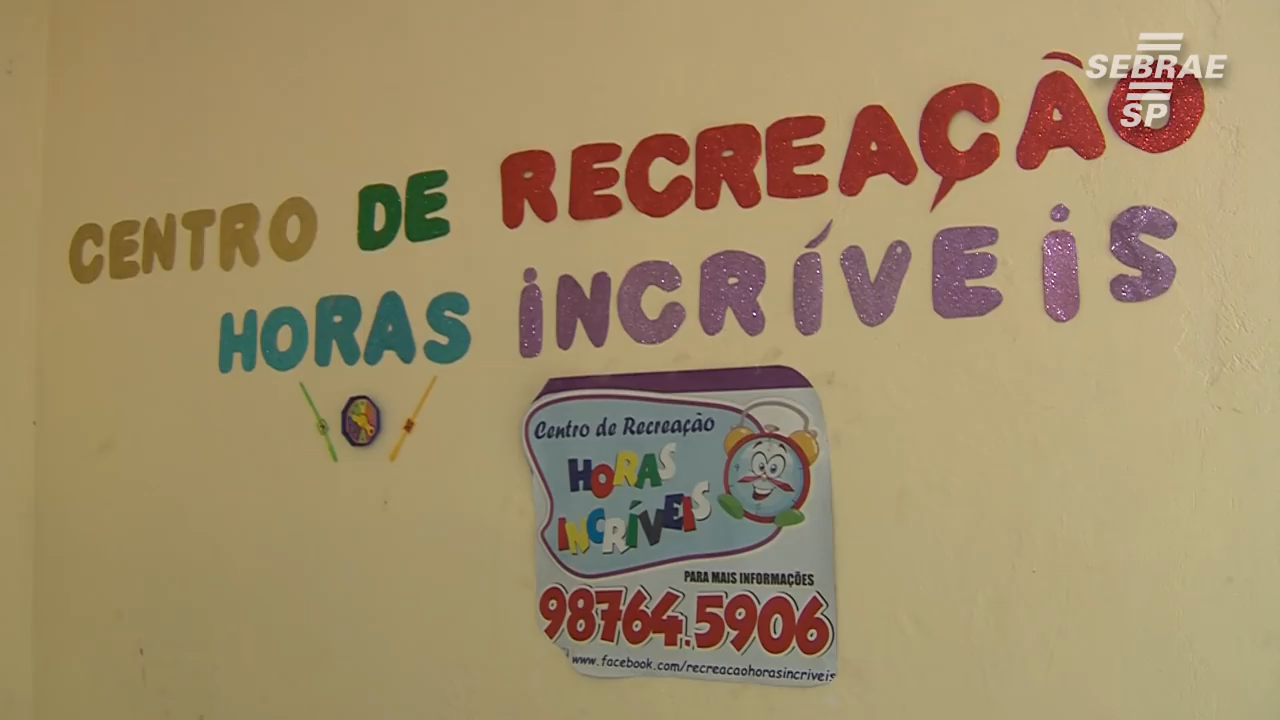 SEBRAE
SP
CENTRO DE RECREAÇÃO
HORAS INCRÍVEIS
Centro de Recreação
HORAS
INCRÍVEIS
PARA MAIS INFORMAÇÕES
98764.5906
www.facebook.com/recreacaohorasincriveis